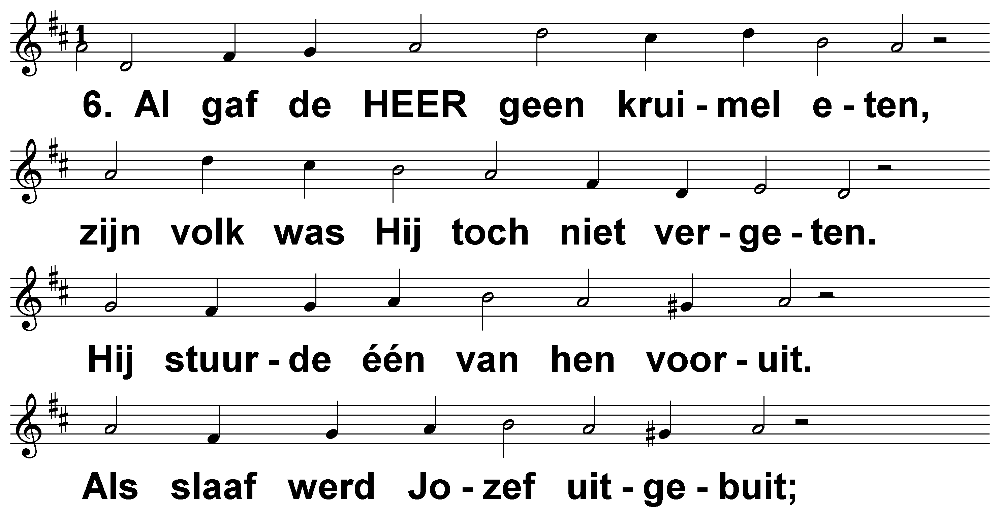 1
6. Al gaf de HEER geen krui - mel e - ten,
zijn volk was Hij toch niet ver - ge - ten.
Hij stuur - de één van hen voor - uit.
Als slaaf werd Jo - zef uit - ge - buit;